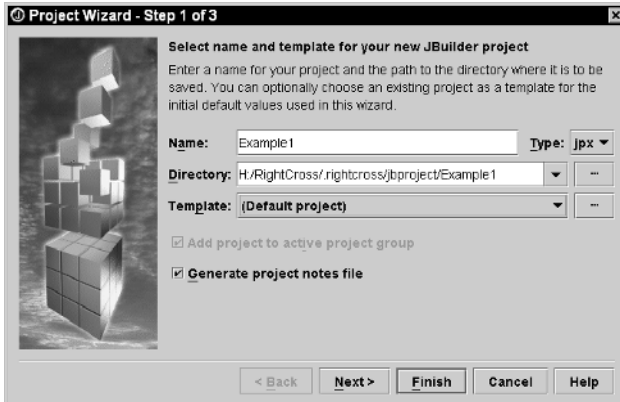 Project Wizard - Step 1 of 3
Select name and template for your new JBuilder project
Enter a name for your project and the path to the directory where it is to be
saved. You can optionally choose an existing project as a template for the
initial default values used in this wizard.
Name: Example1 Type: jpx
Directory: H:/RightCross/.rightcross/jbproject/Example1 ...
Template: (Default project) ...
Add project to active project group
Generate project notes file
< Back Next > Finish Cancel Help